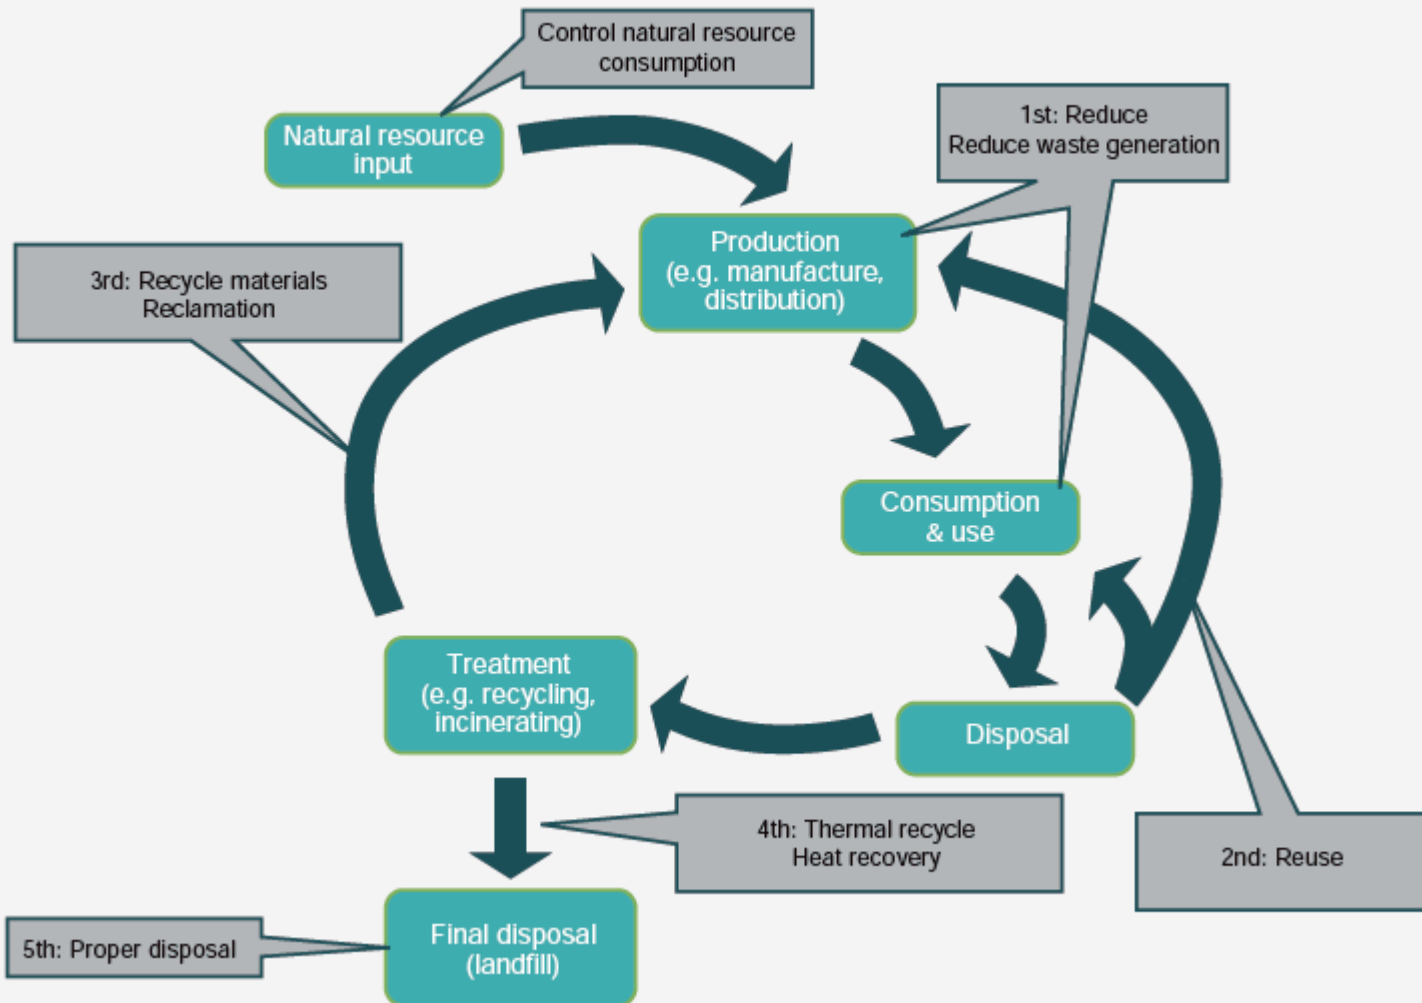 Control natural resource
consumption
Natural resource
input
1st: Reduce
Reduce waste generation
Production
(e.g. manufacture,
distribution)
3rd: Recycle materials
Reclamation
Consumption
& use
Treatment
(e.g. recycling,
incinerating)
Disposal
4th: Thermal recycle
Heat recovery
2nd: Reuse
Final disposal
(landfill)
5th: Proper disposal